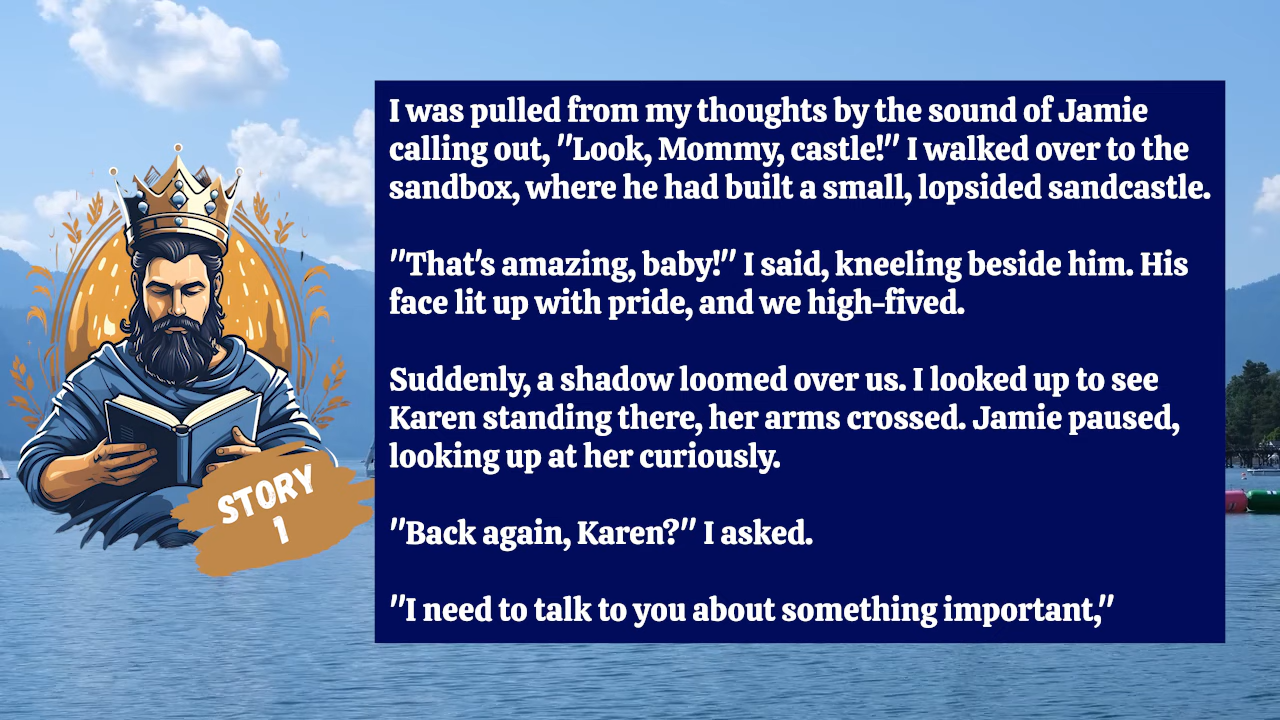 I was pulled from my thoughts by the sound of Jamie
calling out, "Look, Mommy, castle!" I walked over to the
sandbox, where he had built a small, lopsided sandcastle.
"That's amazing, baby!" I said, kneeling beside him. His
face lit up with pride, and we high-fived.
Suddenly, a shadow loomed over us. I looked up to see
Karen standing there, her arms crossed. Jamie paused,
looking up at her curiously.
"Back again, Karen?" I asked.
"I need to talk to you about something important,"
STORY
1